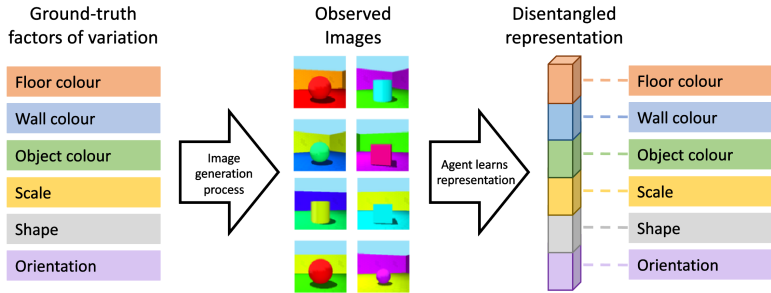 Ground-truth
factors of variation
Floor colour
Wall colour
Object colour
Scale
Shape
Orientation
Image
generation
process
Observed
Images
Agent learns
representation
Disentangled
representation
Floor colour
Wall colour
Object colour
Scale
Shape
Orientation